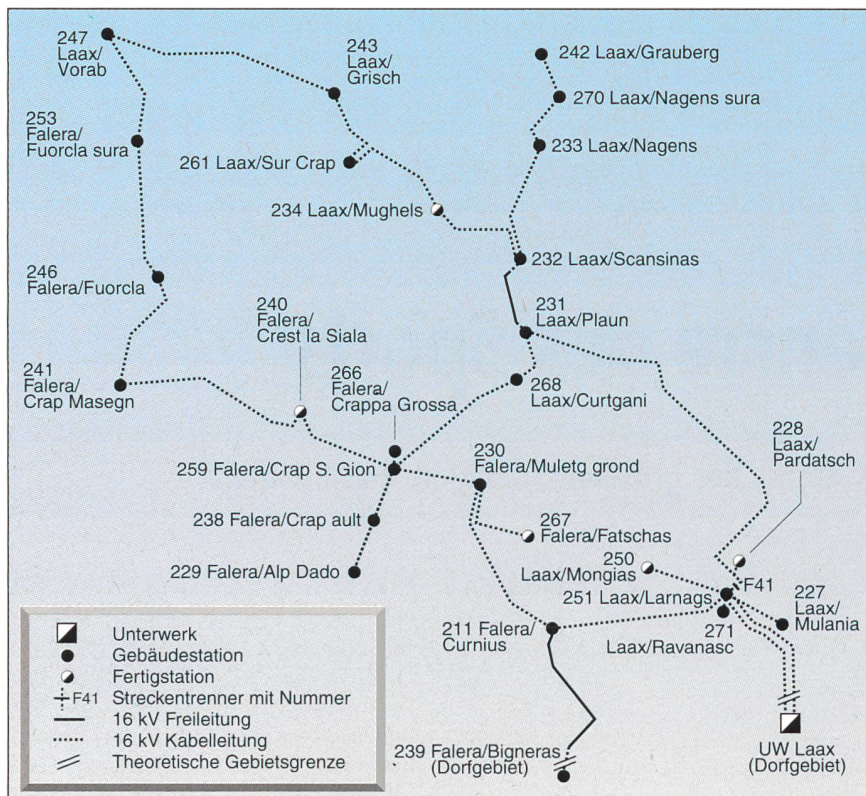 247
Laax/
Vorab
243
Laax/
Grisch
242 Laax/Grauberg
270 Laax/Nagens sura
253
Falera/
Fuorcla sura
233 Laax/Nagens
261 Laax/Sur Crap
234 Laax/Mughels
232 Laax/Scansinas
246
Falera/Fuorcla
240
Falera/
Crest la Siala
231
Laax/Plaun
241
Falera/
Crap Masegn
266
Falera/
Crappa Grossa
268
Laax/Curtgani
228
Laax/
Pardatsch
259 Falera/Crap S. Gion
230
Falera/Muletg grond
238 Falera/Crap ault
267
Falera/Fatschas
229 Falera/Alp Dado
250
Laax/Mongias
F41
251 Laax/Larnags
227
Laax/
Mulania
271
Laax/Ravanasc
211 Falera/
Curnius
239 Falera/Bigneras
(Dorfgebiet)
UW Laax
(Dorfgebiet)
Unterwerk
Gebäudestation
Fertigstation
F41 Streckentrenner mit Nummer
16 kV Freileitung
16 kV Kabelleitung
Theoretische Gebietsgrenze